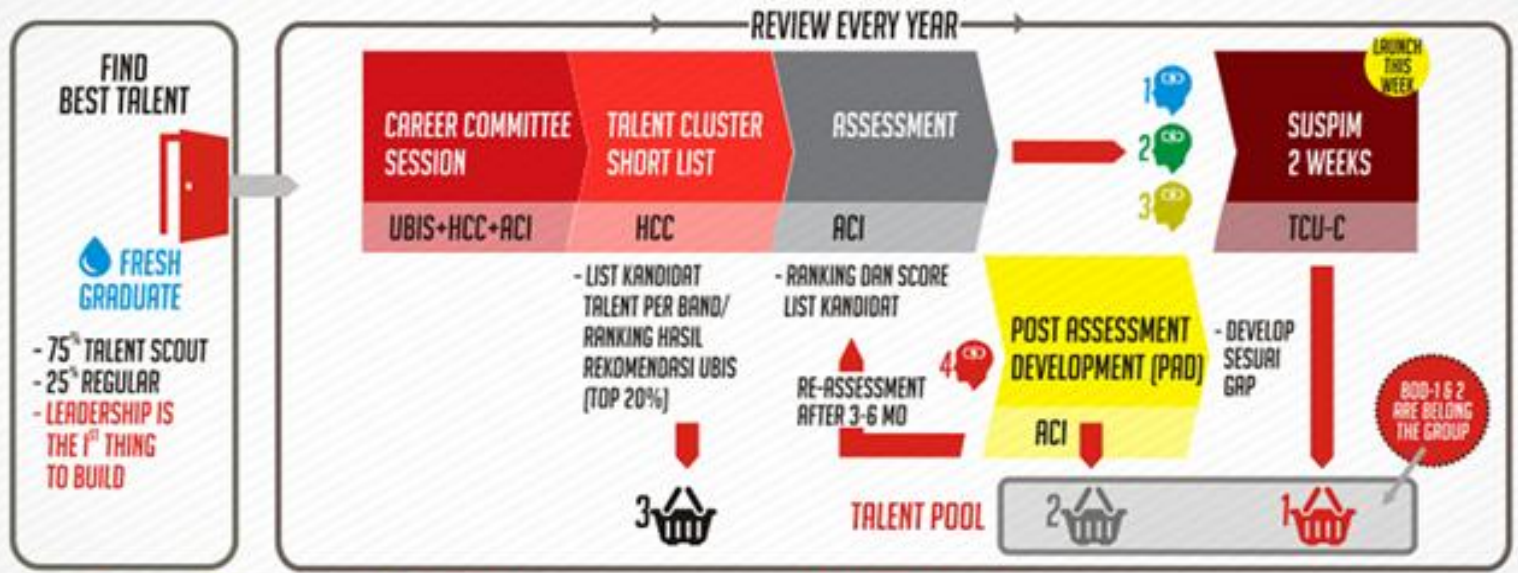 REVIEW EVERY YEAR
FIND
BEST TALENT
FRESH
GRADUATE
- 75% TALENT SCOUT
- 25% REGULAR
- LEADERSHIP IS
THE 1ST THING
TO BUILD
CAREER COMMITTEE
SESSION
UBIS+HCC+ACI
TALENT CLUSTER
SHORT LIST
HCC
- LIST KANDIDAT
TALENT PER BAND/
RANKING HASIL
REKOMENDASI UBIS
(TOP 20%)
3
ASSESSMENT
ACI
- RANKING DAN SCORE
LIST KANDIDAT
RE-ASSESSMENT
AFTER 3-6 MO
1
2
3
4
POST ASSESSMENT
DEVELOPMENT (PAD)
ACI
- DEVELOP
SESUAI
GAP
LAUNCH
THIS
WEEK
SUSPIM
2 WEEKS
TCU-C
BOD-1 & 2
ARE BELONG
THE GROUP
TALENT POOL
2
1